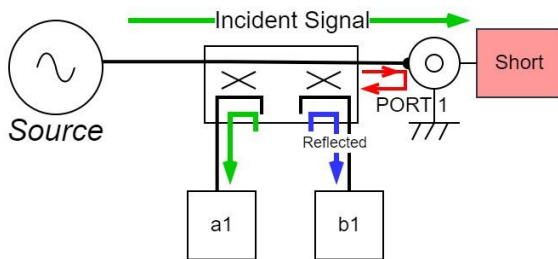 Incident Signal
Short
PORT 1
Source
Reflected
a1
b1